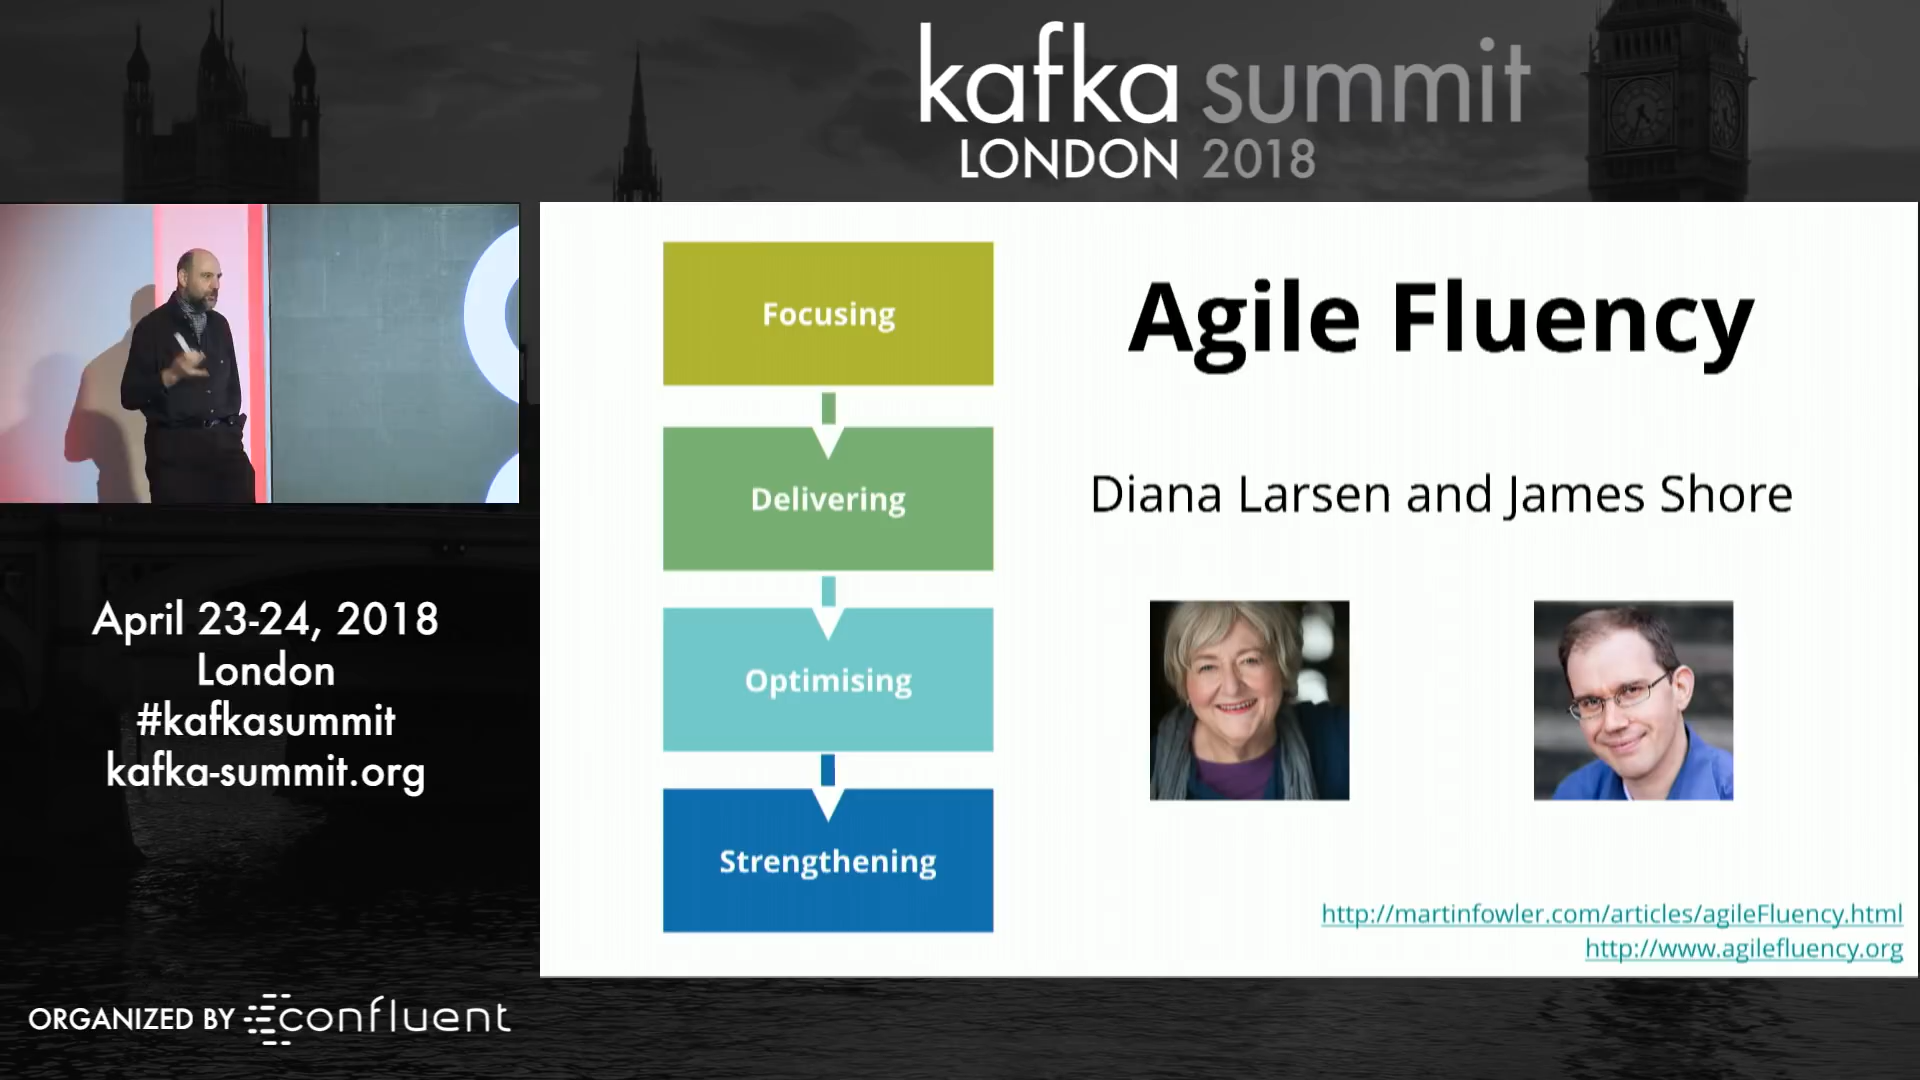 kafka summit
LONDON 2018
Focusing
Delivering
Optimising
Strengthening
Agile Fluency
Diana Larsen and James Shore
http://martinfowler.com/articles/agileFluency.html
http://www.agilefluency.org
April 23-24, 2018
London
#kafkasummit
kafka-summit.org
ORGANIZED BY confluent